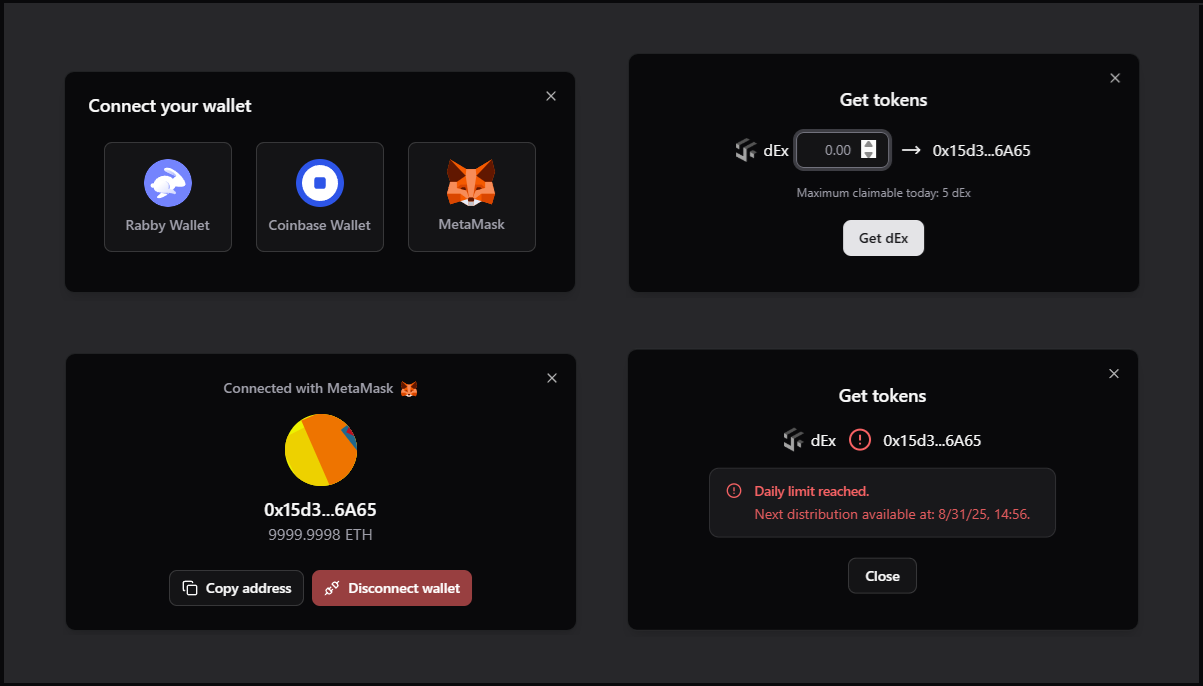 Connect your wallet
Rabby Wallet
Coinbase Wallet
MetaMask
Get tokens
dEx 0.00 → 0x15d3...6A65
Maximum claimable today: 5 dEx
Get dEx
Connected with MetaMask
0x15d3...6A65
9999.9998 ETH
Copy address
Disconnect wallet
Get tokens
dEx 0x15d3...6A65
Daily limit reached.
Next distribution available at: 8/31/25, 14:56.
Close